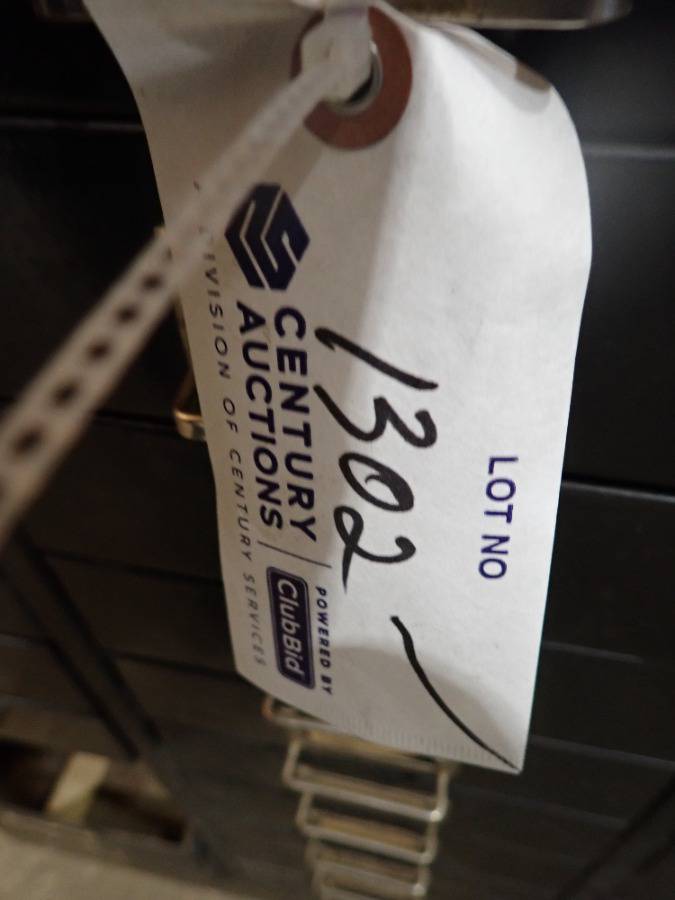 LOT NO
1302
CENTURY
AUCTIONS
POWERED BY
ClubBid
DIVISION OF CENTURY SERVICES